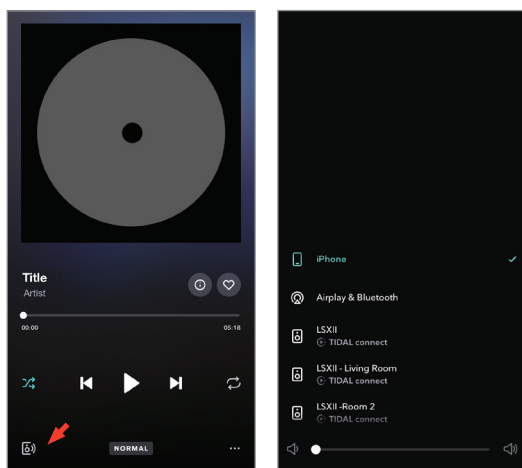 Title
Artist
00:00
05:18
NORMAL
iPhone
Airplay & Bluetooth
LSXII
TIDAL connect
LSXII - Living Room
TIDAL connect
LSXII -Room 2
TIDAL connect